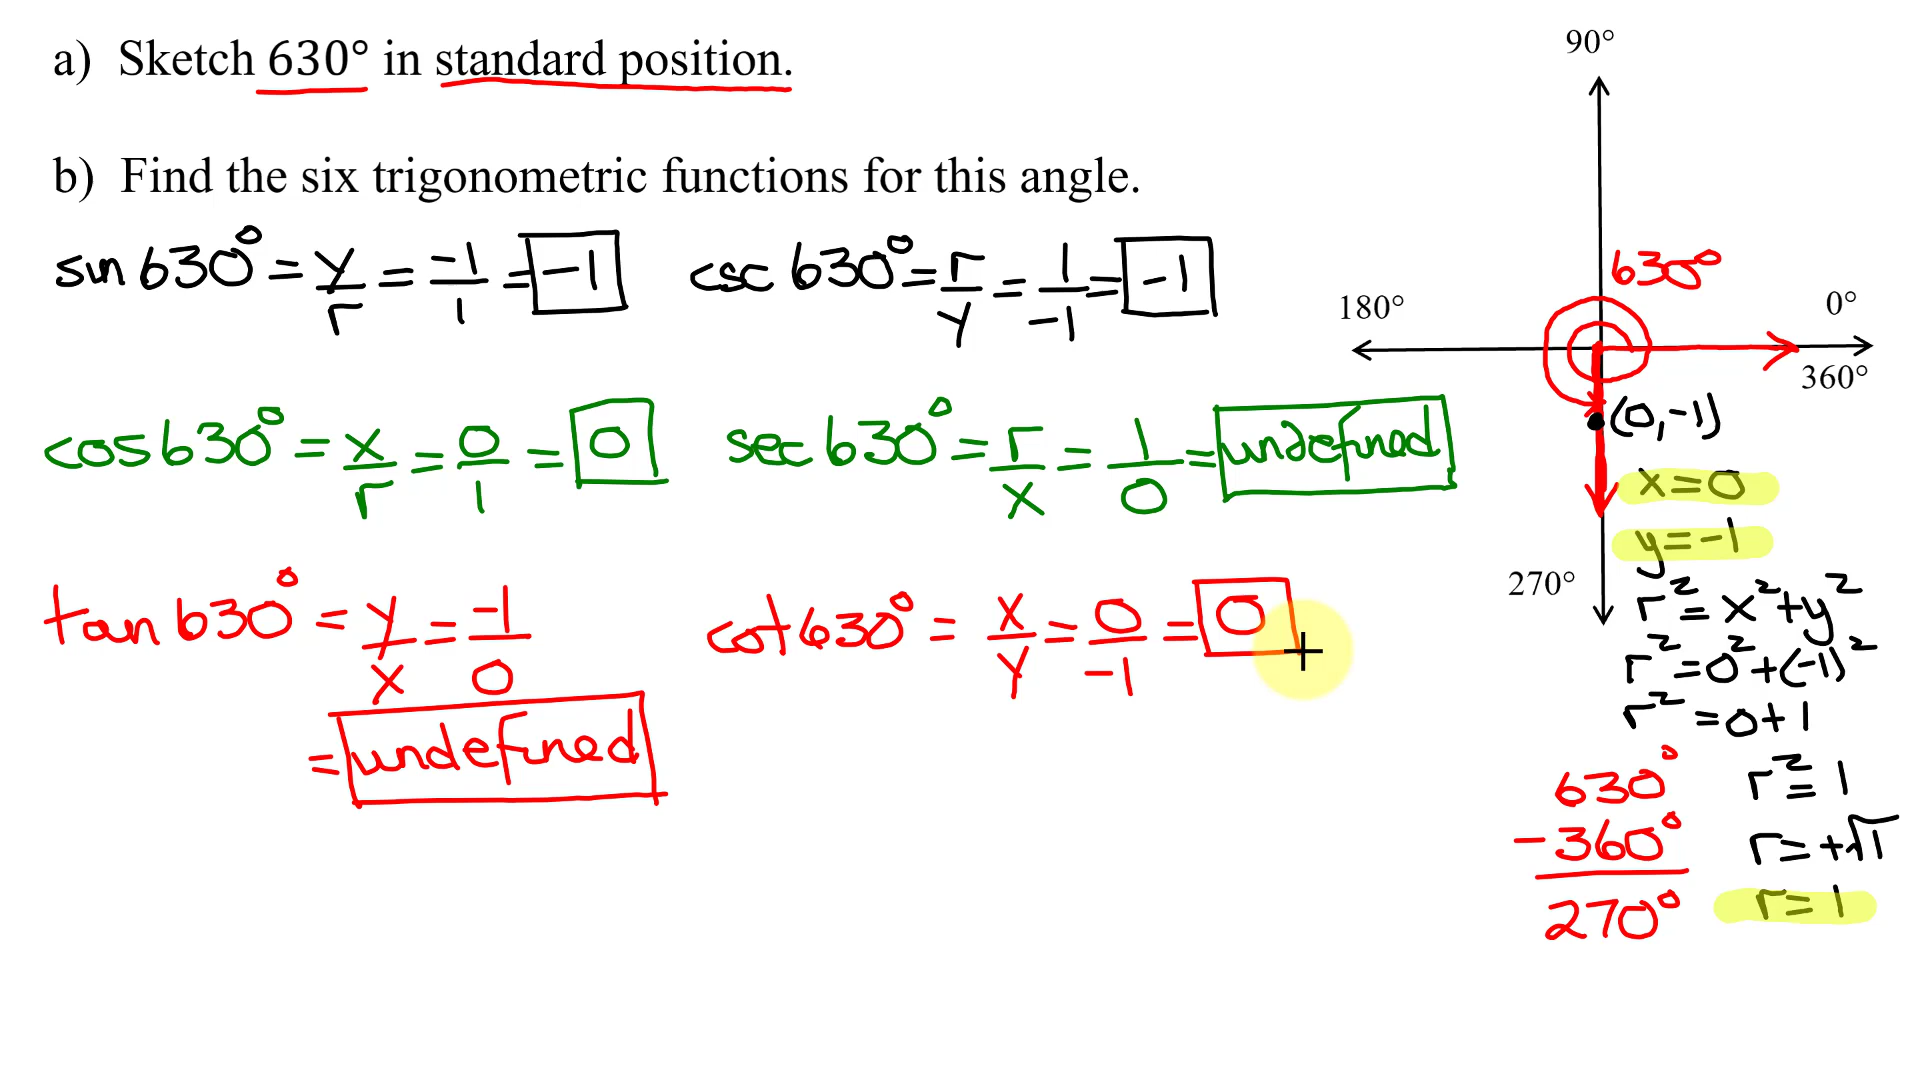 a) Sketch 630° in standard position.
b) Find the six trigonometric functions for this angle.
sin 630° = y/r = -1/1 = -1
csc 630° = r/y = 1/-1 = -1
cos 630° = x/r = 0/1 = 0
sec 630° = r/x = 1/0 = undefined
tan 630° = y/x = -1/0
= undefined
cot 630° = x/y = 0/-1 = 0
90°
630°
180°
0°
360°
(0,-1)
x=0
y=-1
270°
r²=x²+y²
r²=0²+(-1)²
r²=0+1
r²=1
r=+√1
r=1
630°
-360°
270°